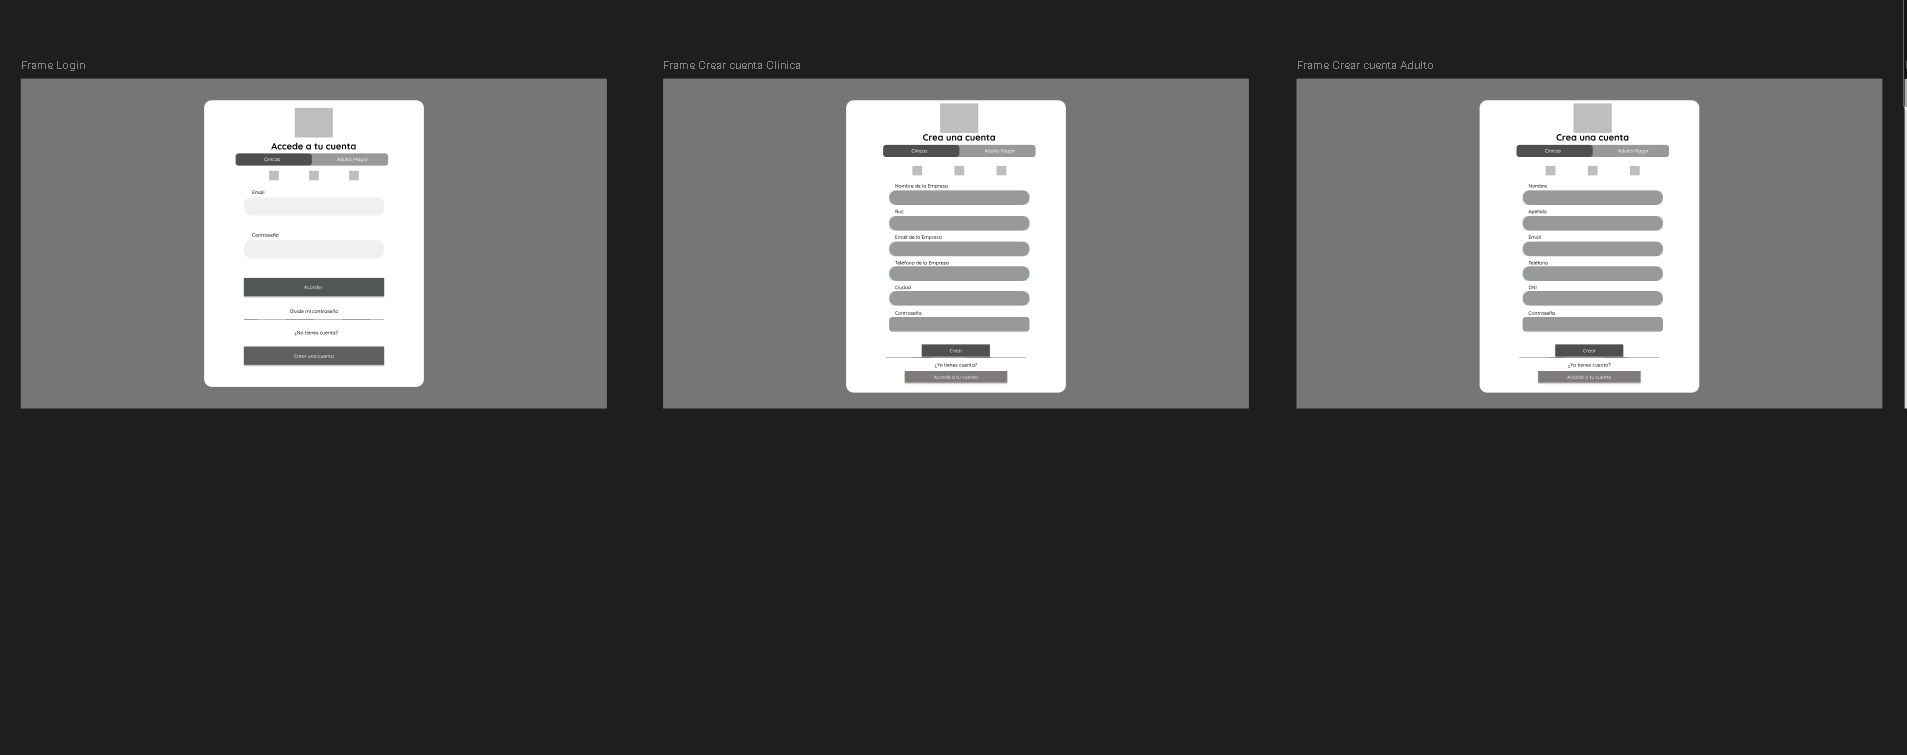 Frame Login
Accede a tu cuenta
Clinicas
Adulto Mayor
Email
Contraseña
Acceder
Olvidé mi contraseña
¿No tienes cuenta?
Crear una cuenta
Frame Crear cuenta Clinica
Crea una cuenta
Clinicas
Adulto Mayor
Nombre de la Empresa
Ruc
Email de la Empresa
Teléfono de la Empresa
Ciudad
Contraseña
Crear
¿Ya tienes cuenta?
Accede a tu cuenta
Frame Crear cuenta Adulto
Crea una cuenta
Clinicas
Adulto Mayor
Nombre
Apellido
Email
Teléfono
DNI
Contraseña
Crear
¿Ya tienes cuenta?
Accede a tu cuenta